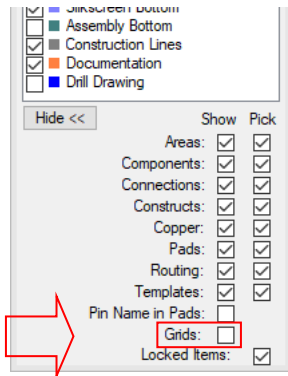 Silkscreen Bottom
Assembly Bottom
Construction Lines
Documentation
Drill Drawing
Hide << Show Pick
Areas:
Components:
Connections:
Constructs:
Copper:
Pads:
Routing:
Templates:
Pin Name in Pads:
Grids:
Locked Items: